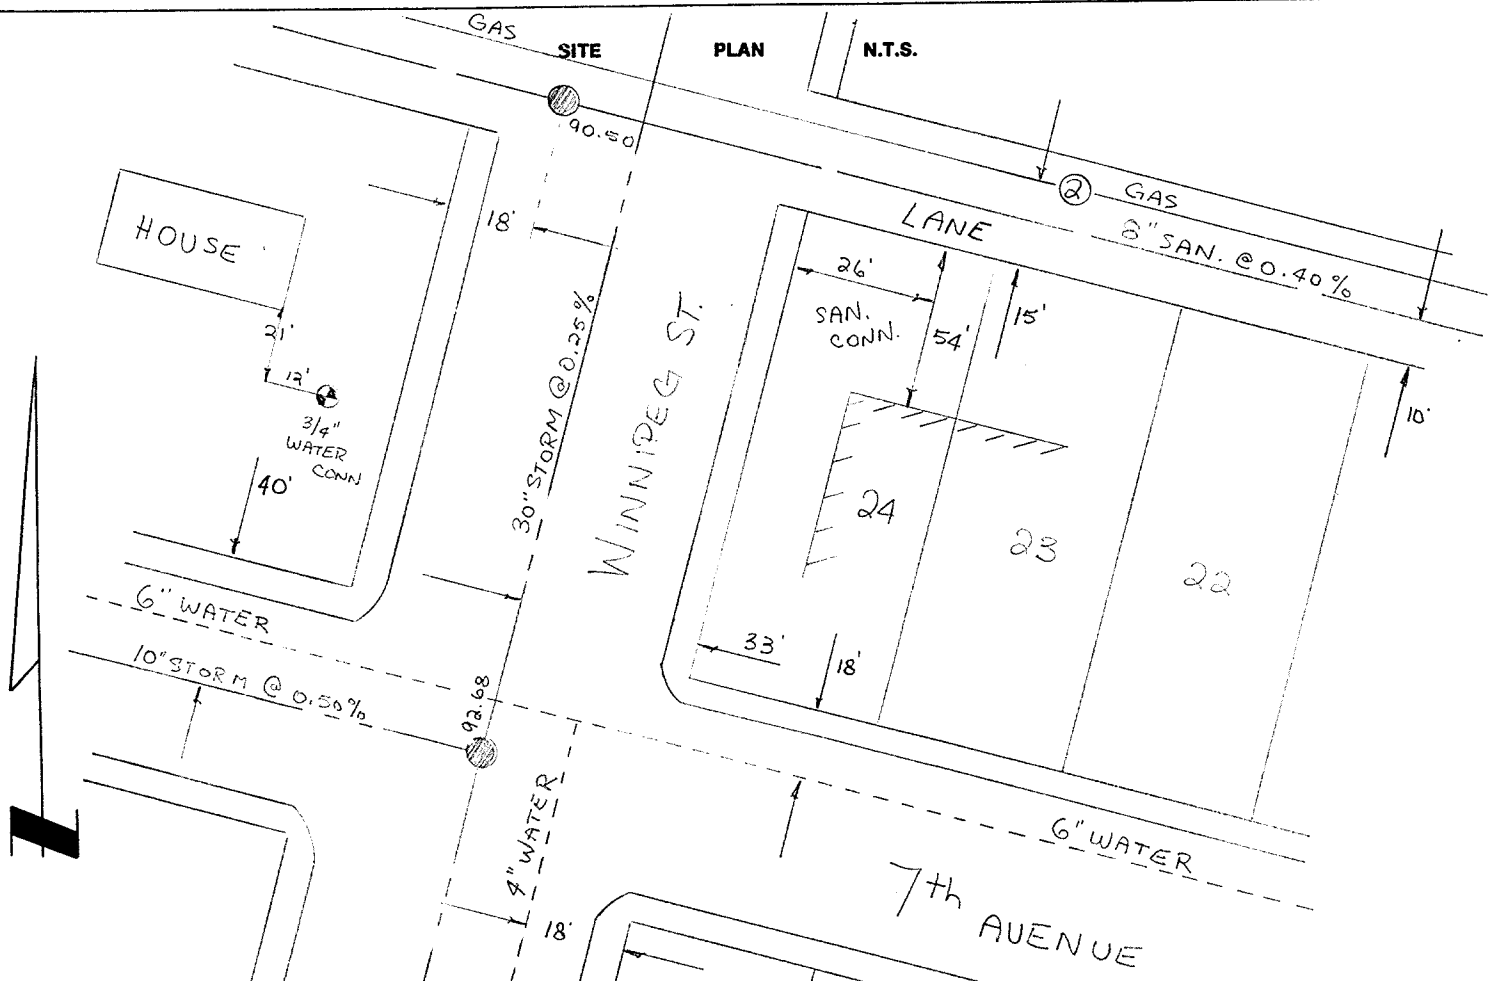 GAS
SITE PLAN N.T.S.
90.50
GAS
2
LANE
8" SAN. @ 0.40%
HOUSE
18'
26'
SAN.
CONN.
54'
15'
10'
21'
12'
3/4"
WATER
CONN
40'
30" STORM @ 0.25%
WINNIPEG ST.
24
23
22
6" WATER
10" STORM @ 0.50%
92.68
33'
18'
4" WATER
18'
6" WATER
7th
AVENUE